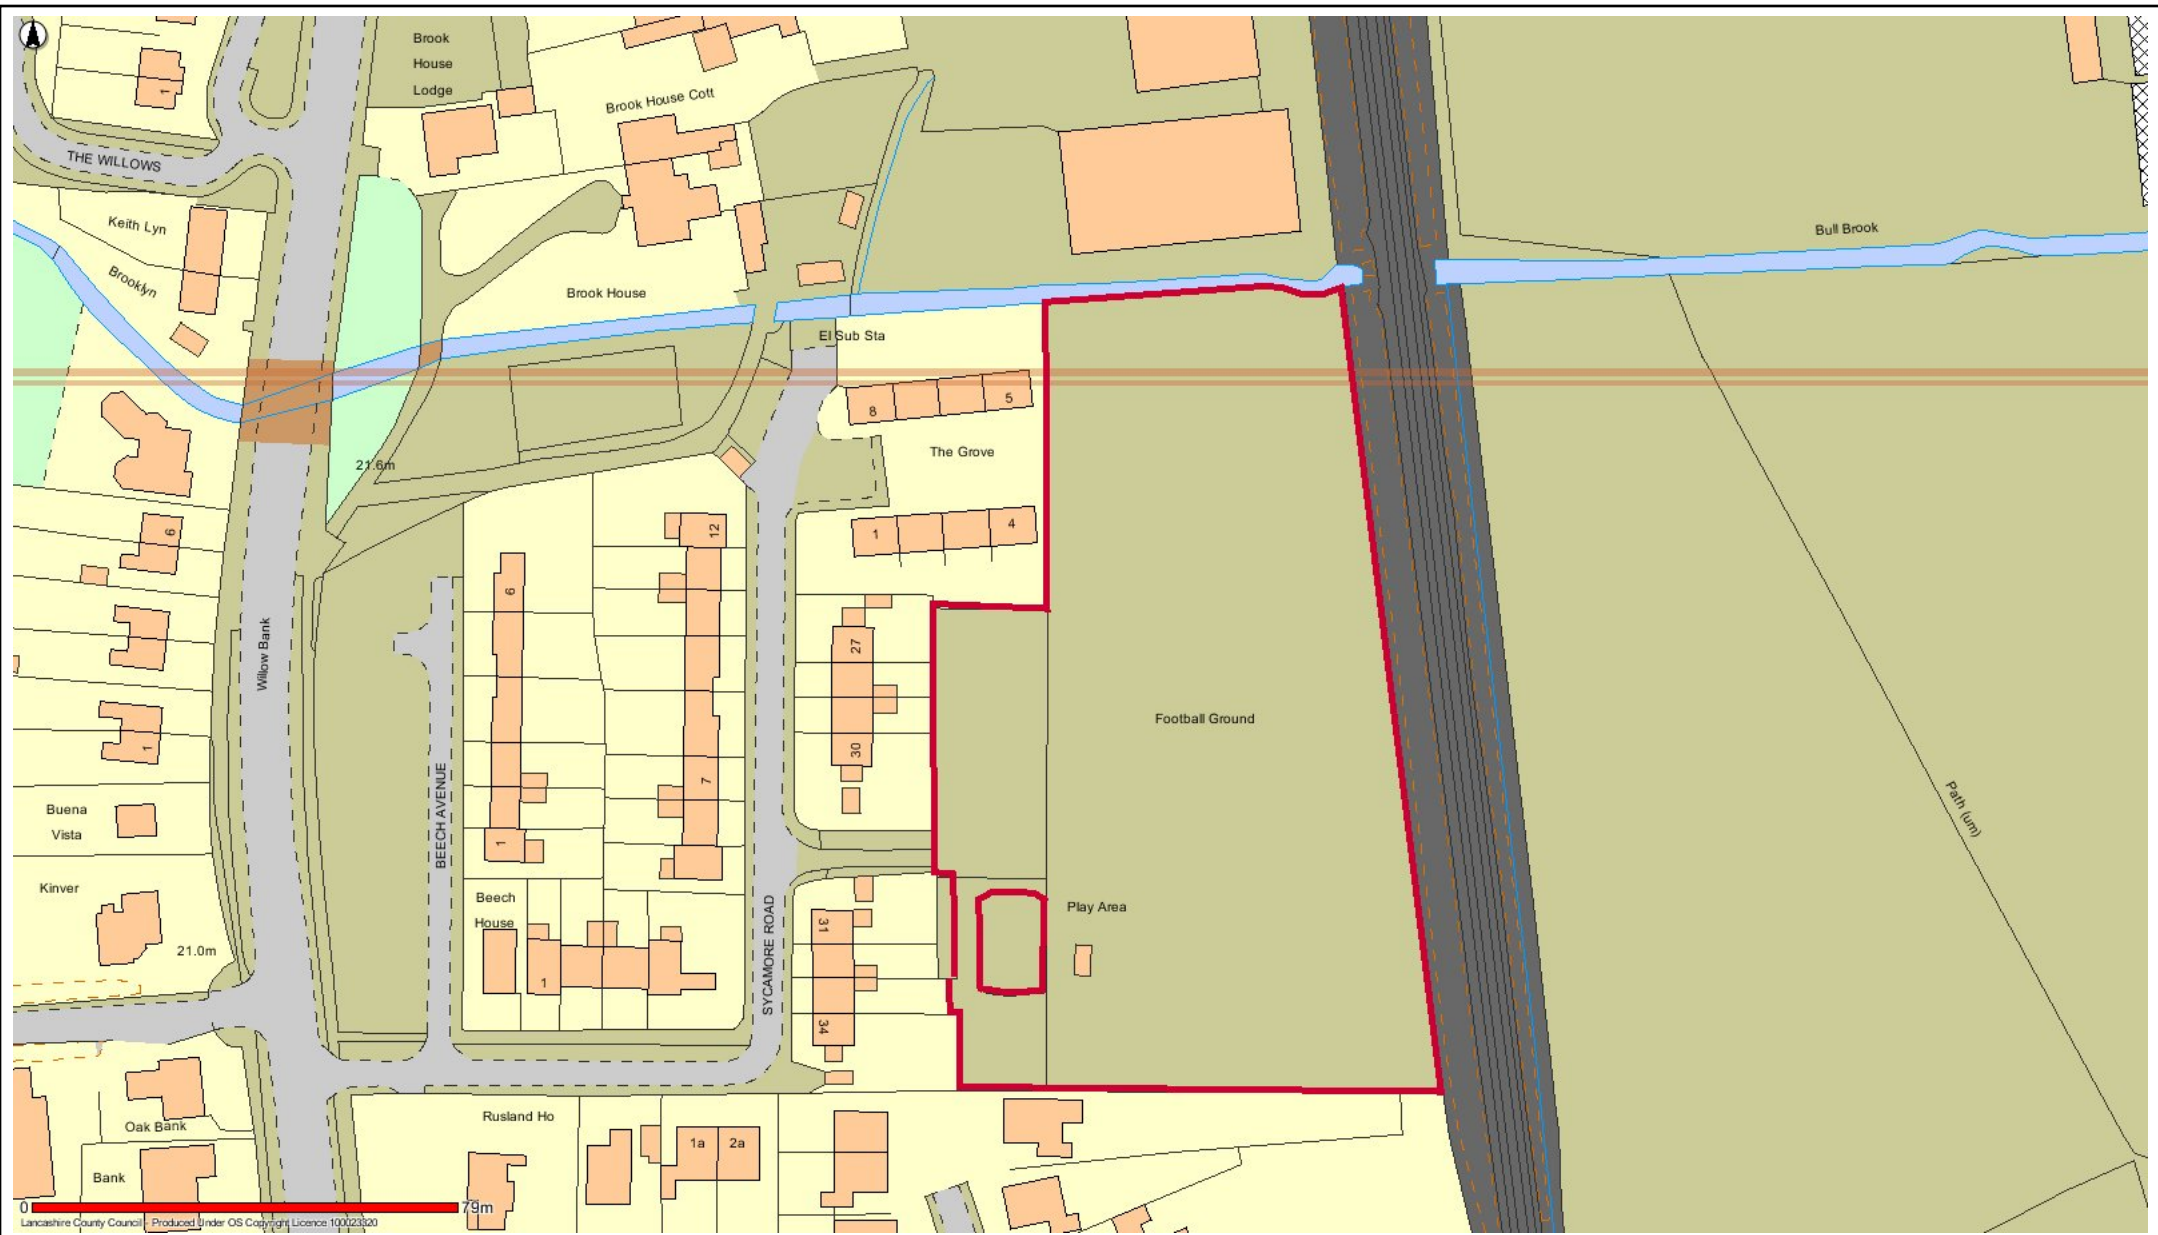 Brook
House
Lodge
Brook House Cott
1
THE WILLOWS
Keith Lyn
Brooklyn
Brook House
Bull Brook
El Sub Sta
8
5
The Grove
21.6m
1
4
12
6
6
27
Willow Bank
Football Ground
30
1
7
BEECH AVENUE
Buena
Vista
Path (um)
1
Kinver
Beech
House
Play Area
31
21.0m
1
SYCAMORE ROAD
34
Rusland Ho
Oak Bank
1a
2a
Bank
0
79m
Lancashire County Council - Produced Under OS Copyright Licence 100023320